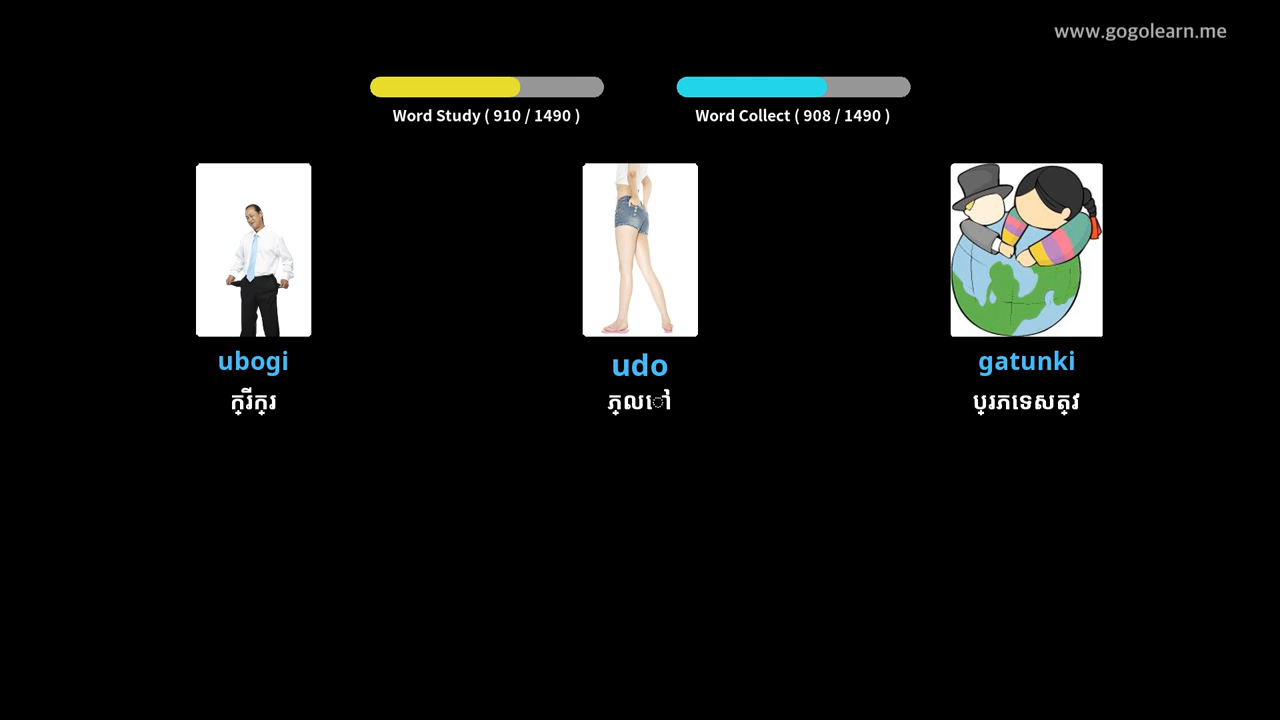 www.gogolearn.me
Word Study ( 910 / 1490 )
Word Collect ( 908 / 1490 )
ubogi
udo
gatunki
ក្រីក្រ
ភ្លៅ
ប្រភទេសត្វ